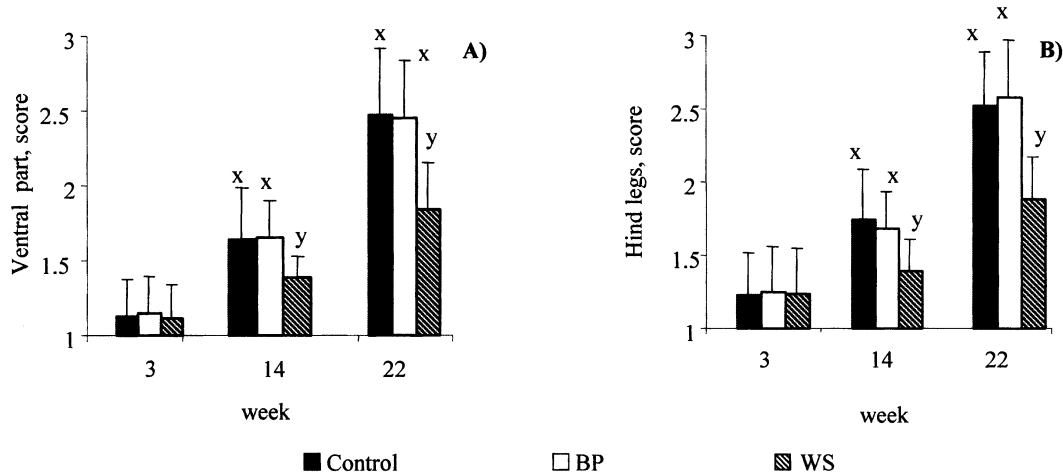 A)
Ventral part, score
3
2.5
2
1.5
1
x
x
x
x
y
y
3
14
22
week
B)
Hind legs, score
3
2.5
2
1.5
1
x
x
x
x
y
y
3
14
22
week
Control
BP
WS